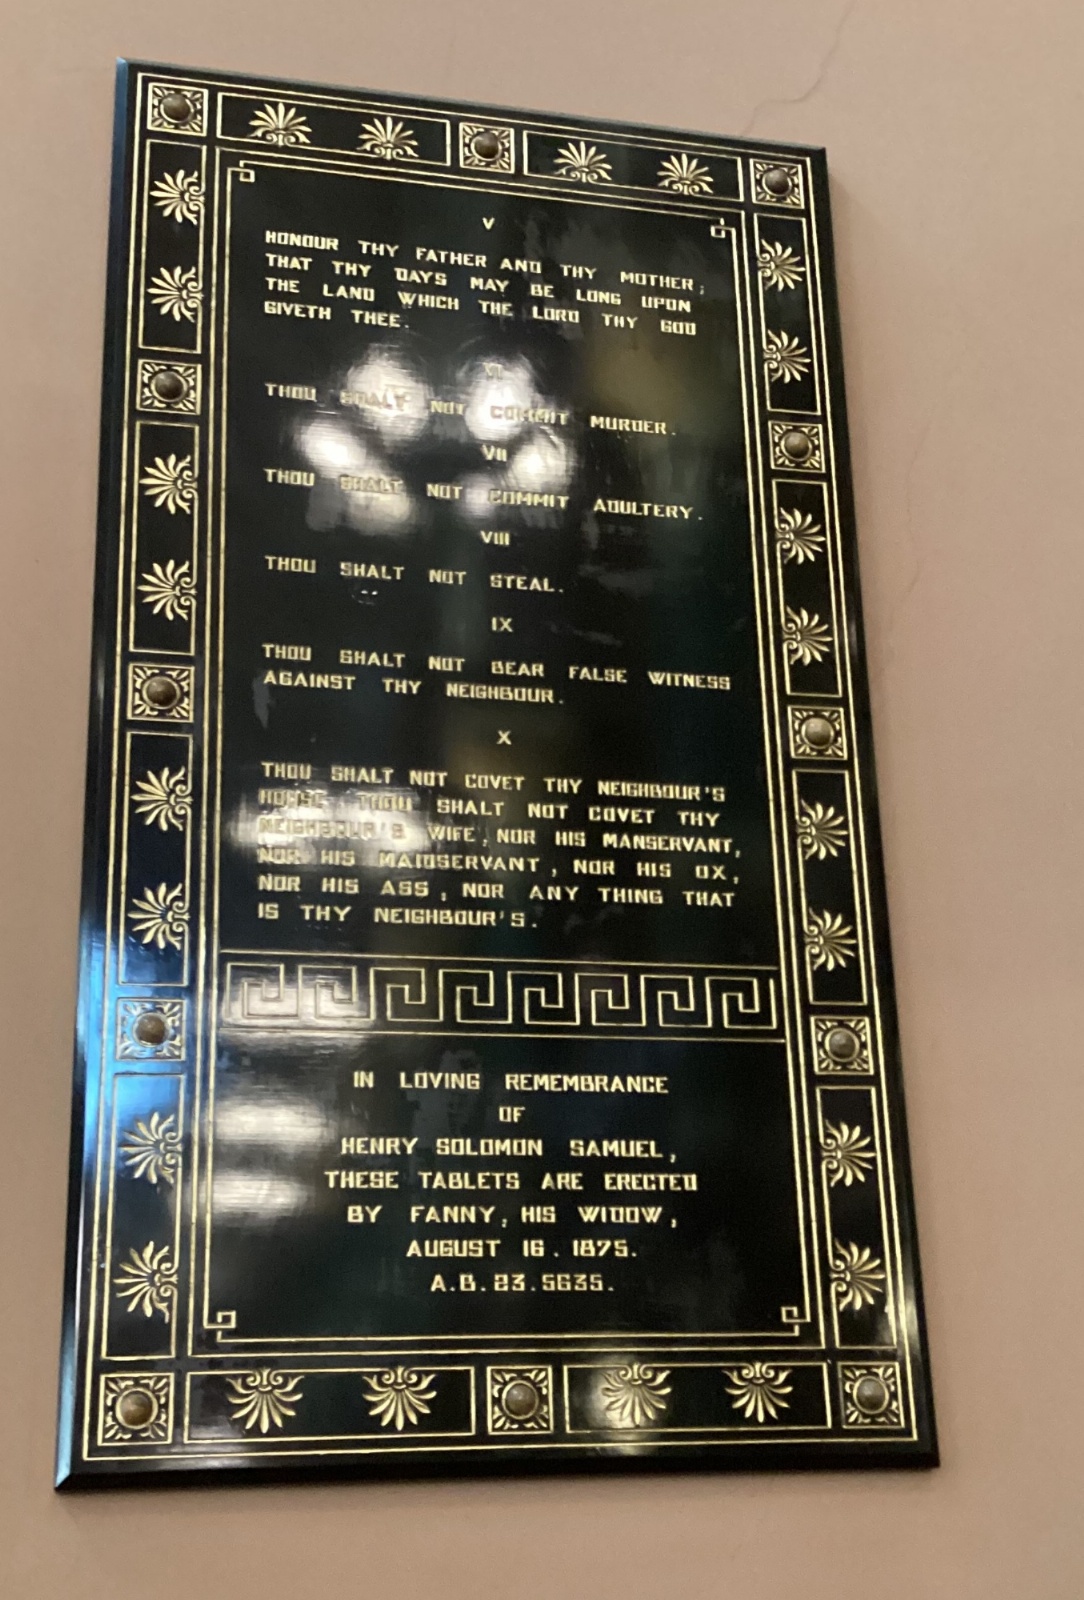 V
HONOUR THY FATHER AND THY MOTHER;
THAT THY DAYS MAY BE LONG UPON
THE LAND WHICH THE LORD THY GOD
GIVETH THEE.
VI
THOU SHALT NOT COMMIT MURDER.
VII
THOU SHALT NOT COMMIT ADULTERY.
VIII
THOU SHALT NOT STEAL.
IX
THOU SHALT NOT BEAR FALSE WITNESS
AGAINST THY NEIGHBOUR.
X
THOU SHALT NOT COVET THY NEIGHBOUR'S
HOUSE THOU SHALT NOT COVET THY
NEIGHBOUR'S WIFE, NOR HIS MANSERVANT,
NOR HIS MAIDSERVANT, NOR HIS OX,
NOR HIS ASS, NOR ANY THING THAT
IS THY NEIGHBOUR'S.
IN LOVING REMEMBRANCE
OF
HENRY SOLOMON SAMUEL,
THESE TABLETS ARE ERECTED
BY FANNY, HIS WIDOW,
AUGUST 16. 1875.
A.B. 23. 5635.